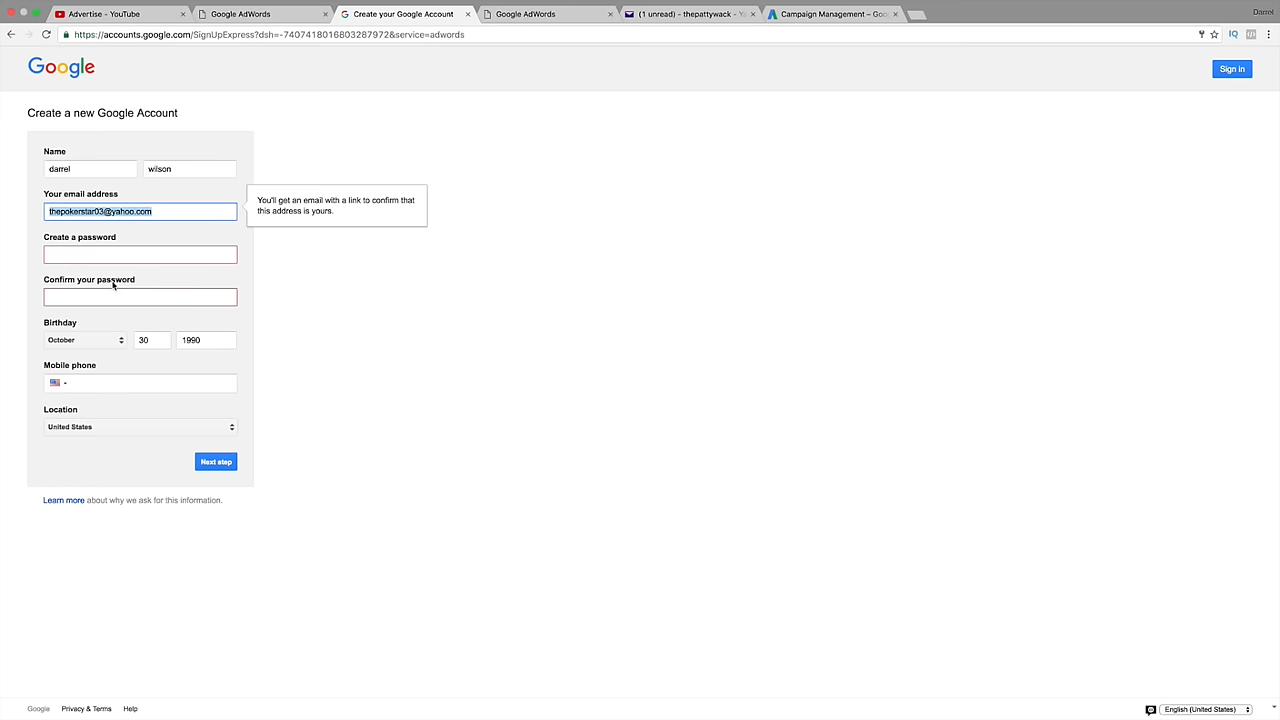 Advertise - YouTube
Google AdWords
Create your Google Account
Google AdWords
(1 unread) - thepattywack - Y
Campaign Management – Goo
Darrel
https://accounts.google.com/SignUpExpress?dsh=-7407418016803287972&service=adwords
IQ
Google
Sign in
Create a new Google Account
Name
darrel wilson
Your email address
thepokerstar03@yahoo.com
You'll get an email with a link to confirm that
this address is yours.
Create a password
Confirm your password
Birthday
October 30 1990
Mobile phone
Location
United States
Next step
Learn more about why we ask for this information.
Google Privacy & Terms Help
English (United States)